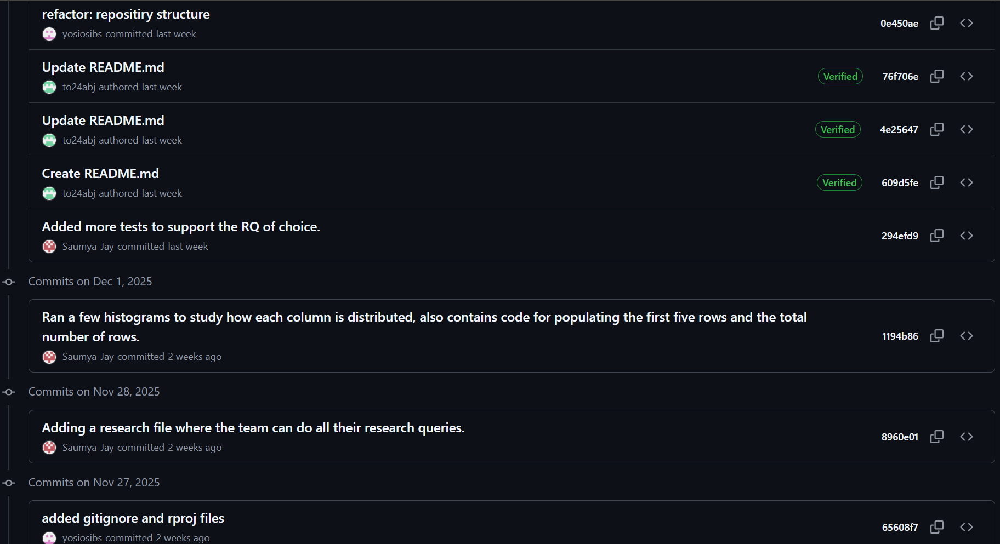 refactor: repositiry structure
yosiosibs committed last week
0e450ae
Update README.md
to24abj authored last week
Verified
76f706e
Update README.md
to24abj authored last week
Verified
4e25647
Create README.md
to24abj authored last week
Verified
609d5fe
Added more tests to support the RQ of choice.
Saumya-Jay committed last week
294efd9
Commits on Dec 1, 2025
Ran a few histograms to study how each column is distributed, also contains code for populating the first five rows and the total
number of rows.
Saumya-Jay committed 2 weeks ago
1194b86
Commits on Nov 28, 2025
Adding a research file where the team can do all their research queries.
Saumya-Jay committed 2 weeks ago
8960e01
Commits on Nov 27, 2025
added gitignore and rproj files
yosiosibs committed 2 weeks ago
65608f7